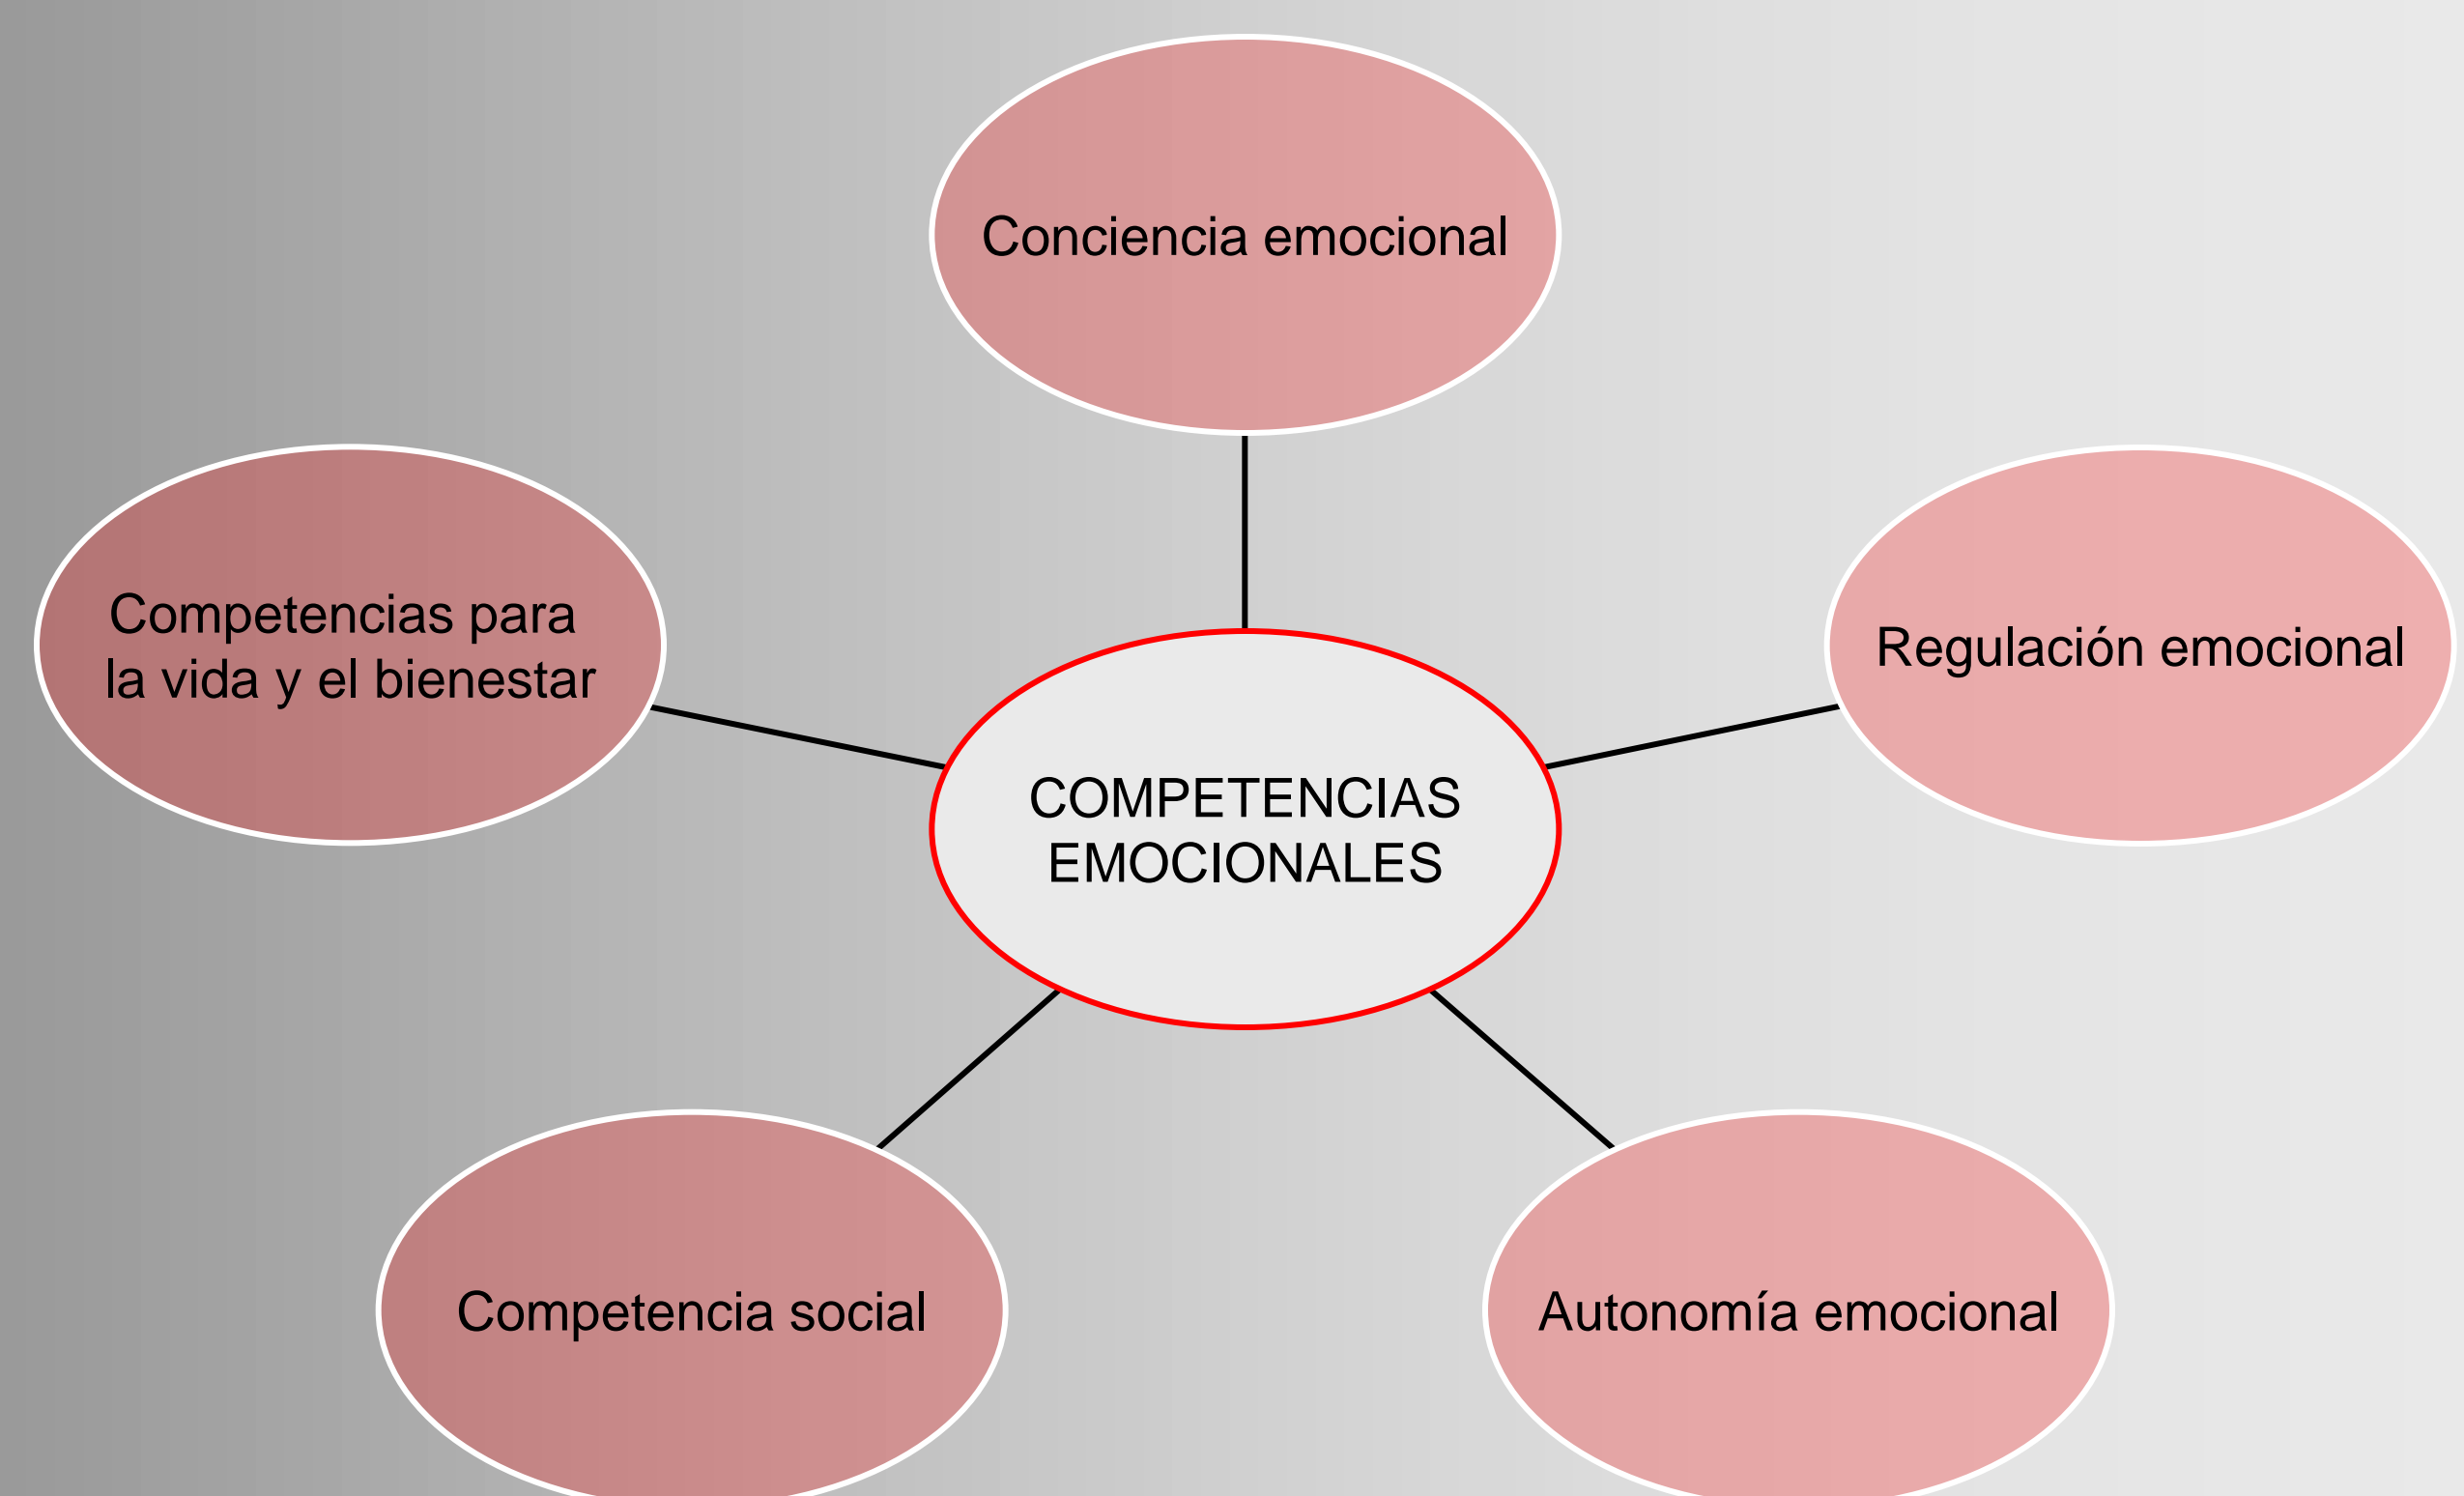 Conciencia emocional
Competencias para
la vida y el bienestar
Regulación emocional
COMPETENCIAS
EMOCIONALES
Competencia social
Autonomía emocional